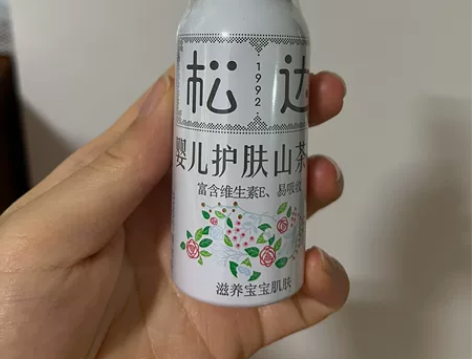 松达
1992
婴儿护肤山茶
富含维生素E、易吸收
滋养宝宝肌肤